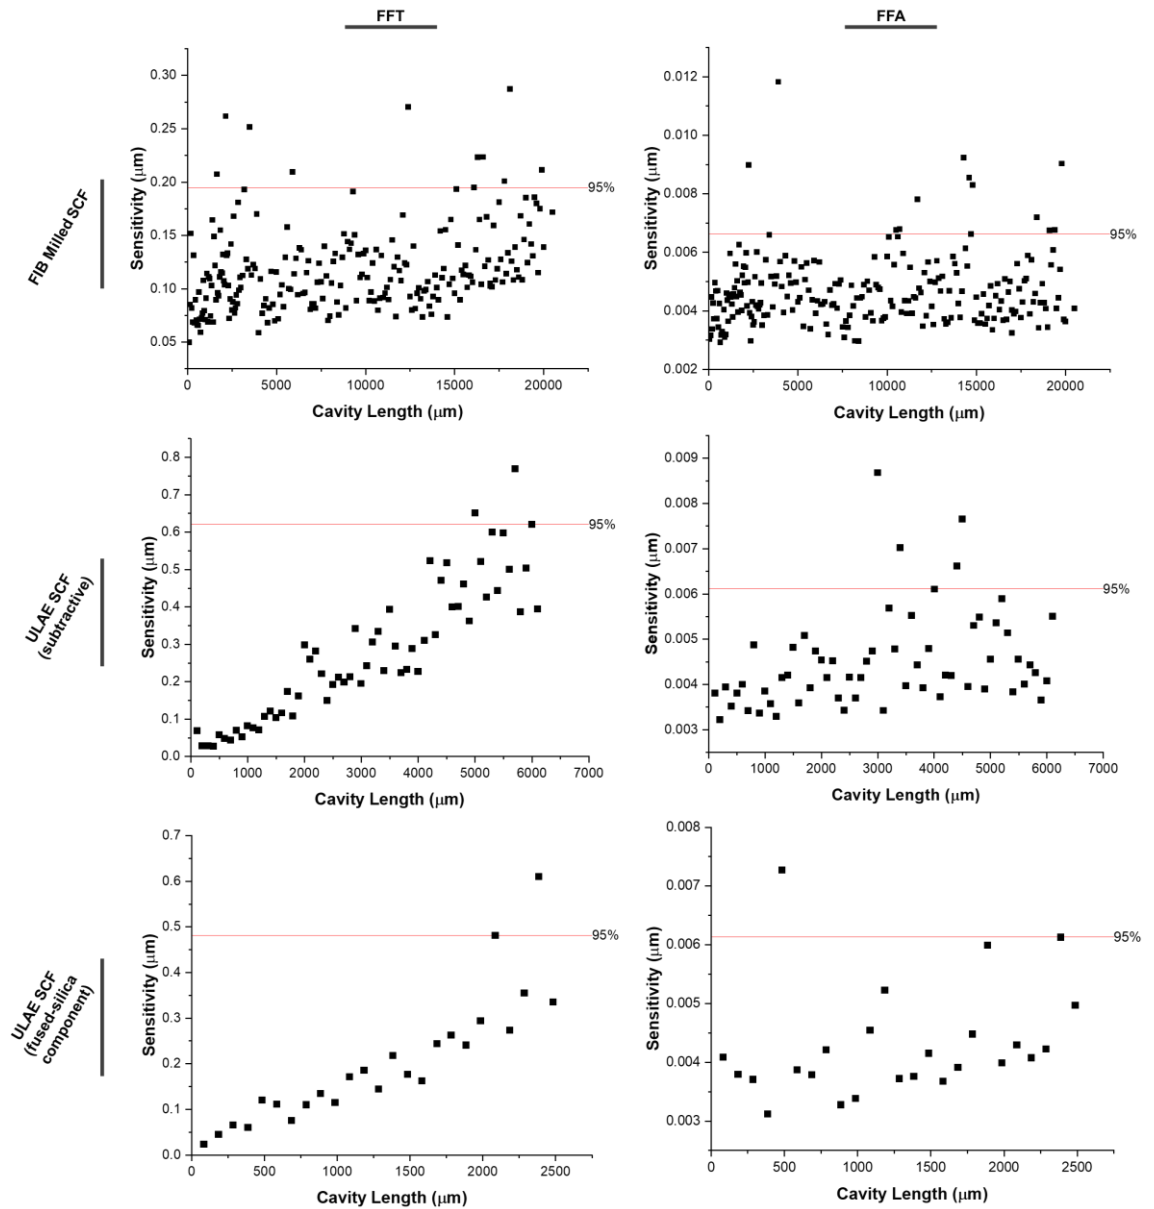 FFT
FFA
FIB Milled SCF
Sensitivity (μm)
0.30
0.25
0.20
0.15
0.10
0.05
95%
0 5000 10000 15000 20000
Cavity Length (μm)
Sensitivity (μm)
0.012
0.010
0.008
0.006
0.004
0.002
95%
0 5000 10000 15000 20000
Cavity Length (μm)
ULAE SCF
(subtractive)
Sensitivity (μm)
0.8
0.7
0.6
0.5
0.4
0.3
0.2
0.1
0.0
95%
0 1000 2000 3000 4000 5000 6000 7000
Cavity Length (μm)
Sensitivity (μm)
0.009
0.008
0.007
0.006
0.005
0.004
0.003
95%
0 1000 2000 3000 4000 5000 6000 7000
Cavity Length (μm)
ULAE SCF
(fused-silica
component)
Sensitivity (μm)
0.7
0.6
0.5
0.4
0.3
0.2
0.1
0.0
95%
0 500 1000 1500 2000 2500
Cavity Length (μm)
Sensitivity (μm)
0.008
0.007
0.006
0.005
0.004
0.003
95%
0 500 1000 1500 2000 2500
Cavity Length (μm)